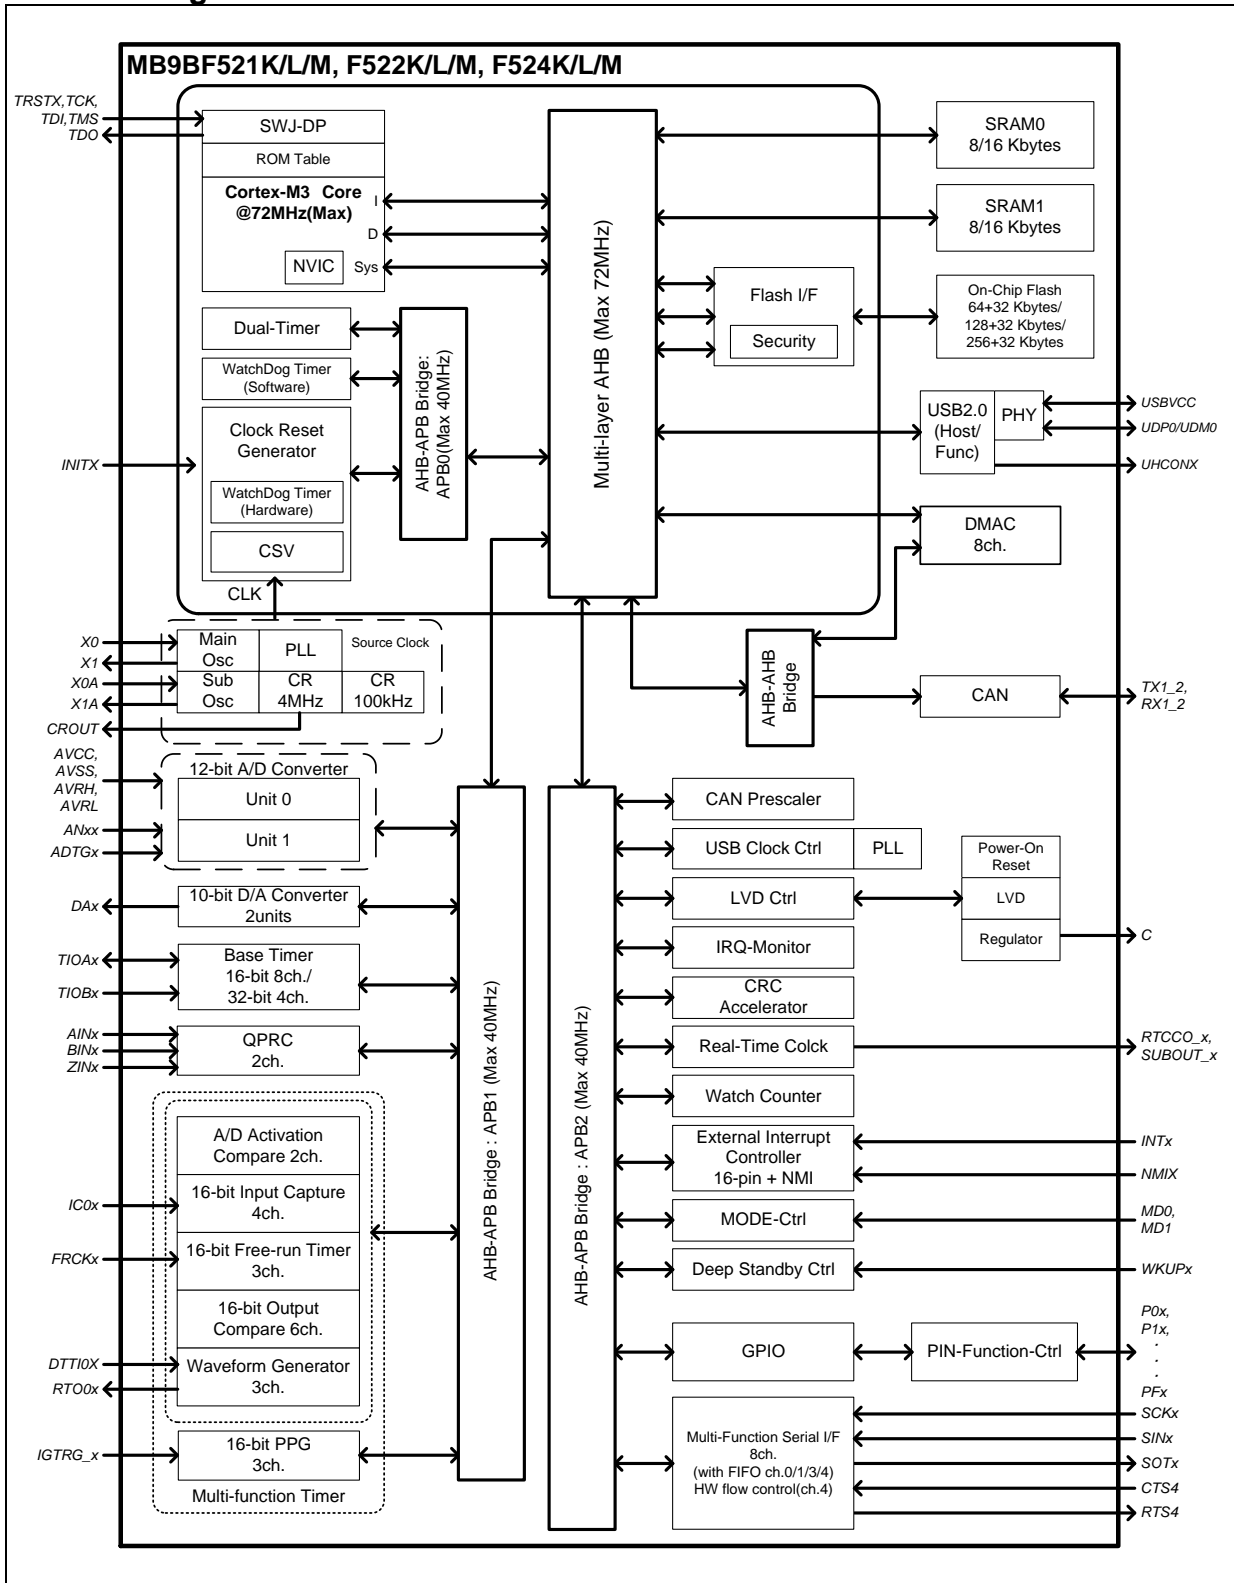 MB9BF521K/L/M, F522K/L/M, F524K/L/M
TRSTX,TCK,
TDI,TMS
TDO
SWJ-DP
ROM Table
Cortex-M3 Core
@72MHz(Max)
I
D
NVIC
Sys
Multi-layer AHB (Max 72MHz)
SRAM0
8/16 Kbytes
SRAM1
8/16 Kbytes
Flash I/F
Security
On-Chip Flash
64+32 Kbytes/
128+32 Kbytes/
256+32 Kbytes
Dual-Timer
WatchDog Timer
(Software)
Clock Reset
Generator
WatchDog Timer
(Hardware)
CSV
CLK
INITX
AHB-APB Bridge:
APB0(Max 40MHz)
USB2.0
(Host/
Func)
PHY
USBVCC
UDP0/UDM0
UHCONX
DMAC
8ch.
AHB-AHB
Bridge
CAN
TX1_2,
RX1_2
X0
X1
X0A
X1A
CROUT
Main
Osc
PLL
Source Clock
Sub
Osc
CR
4MHz
CR
100kHz
AVCC,
AVSS,
AVRH,
AVRL
ANxx
ADTGx
12-bit A/D Converter
Unit 0
Unit 1
DAx
10-bit D/A Converter
2units
TIOAx
TIOBx
Base Timer
16-bit 8ch./
32-bit 4ch.
AINx
BINx
ZINx
QPRC
2ch.
A/D Activation
Compare 2ch.
IC0x
16-bit Input Capture
4ch.
FRCKx
16-bit Free-run Timer
3ch.
16-bit Output
Compare 6ch.
DTTI0X
RTO0x
Waveform Generator
3ch.
IGTRG_x
16-bit PPG
3ch.
Multi-function Timer
AHB-APB Bridge : APB1 (Max 40MHz)
AHB-APB Bridge : APB2 (Max 40MHz)
CAN Prescaler
USB Clock Ctrl
PLL
LVD Ctrl
Power-On
Reset
LVD
Regulator
C
IRQ-Monitor
CRC
Accelerator
Real-Time Colck
RTCCO_x,
SUBOUT_x
Watch Counter
External Interrupt
Controller
16-pin + NMI
INTx
NMIX
MODE-Ctrl
MD0,
MD1
Deep Standby Ctrl
WKUPx
GPIO
PIN-Function-Ctrl
P0x,
P1x,
.
.
.
PFx
Multi-Function Serial I/F
8ch.
(with FIFO ch.0/1/3/4)
HW flow control(ch.4)
SCKx
SINx
SOTx
CTS4
RTS4